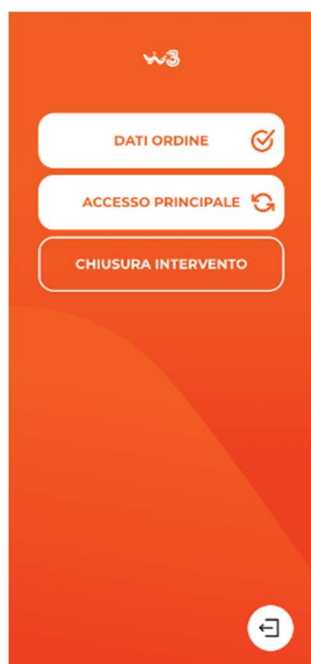 W3
DATI ORDINE
ACCESSO PRINCIPALE
CHIUSURA INTERVENTO